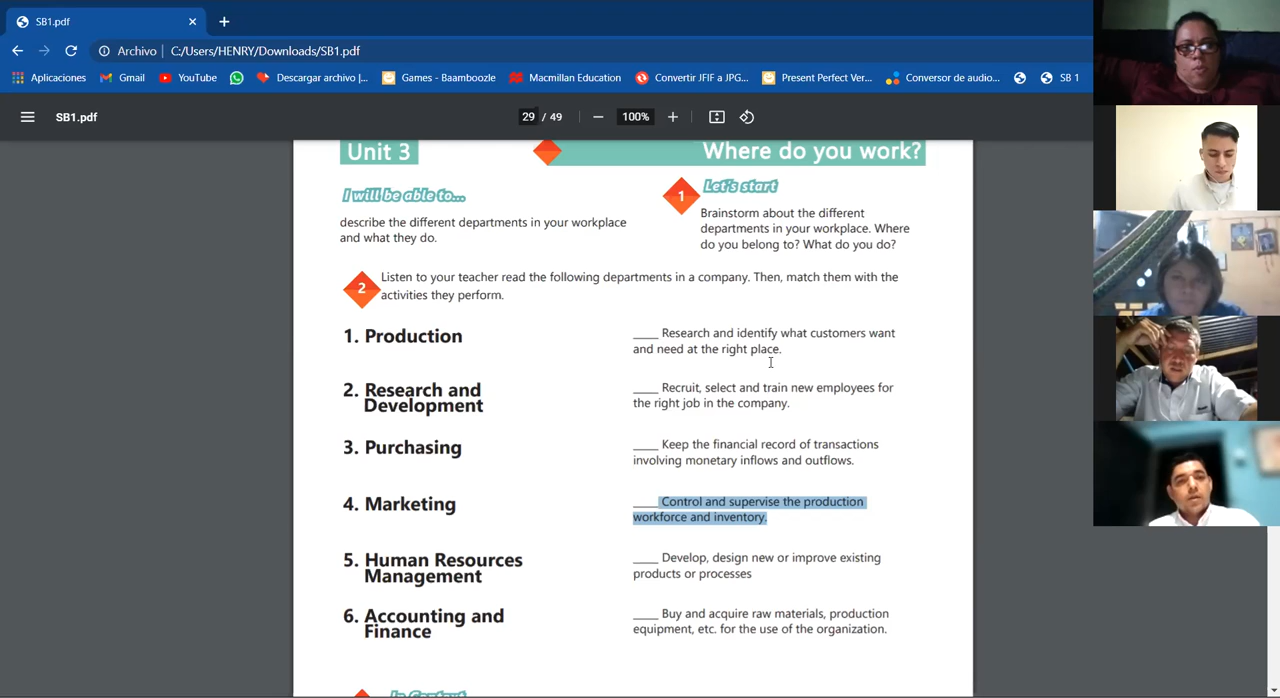 SB1.pdf
Archivo | C:/Users/HENRY/Downloads/SB1.pdf
Aplicaciones
Gmail
YouTube
Descargar archivo |...
Games - Baamboozle
Macmillan Education
Convertir JFIF a JPG...
Present Perfect Ver...
Conversor de audio...
SB 1
SB1.pdf
29 / 49
100%
Unit 3
Where do you work?
I will be able to...
describe the different departments in your workplace
and what they do.
1
Let's start
Brainstorm about the different
departments in your workplace. Where
do you belong to? What do you do?
2
Listen to your teacher read the following departments in a company. Then, match them with the
activities they perform.
1. Production
____ Research and identify what customers want
and need at the right place.
2. Research and
Development
____ Recruit, select and train new employees for
the right job in the company.
3. Purchasing
____ Keep the financial record of transactions
involving monetary inflows and outflows.
4. Marketing
____ Control and supervise the production
workforce and inventory.
5. Human Resources
Management
____ Develop, design new or improve existing
products or processes
6. Accounting and
Finance
____ Buy and acquire raw materials, production
equipment, etc. for the use of the organization.
In Context